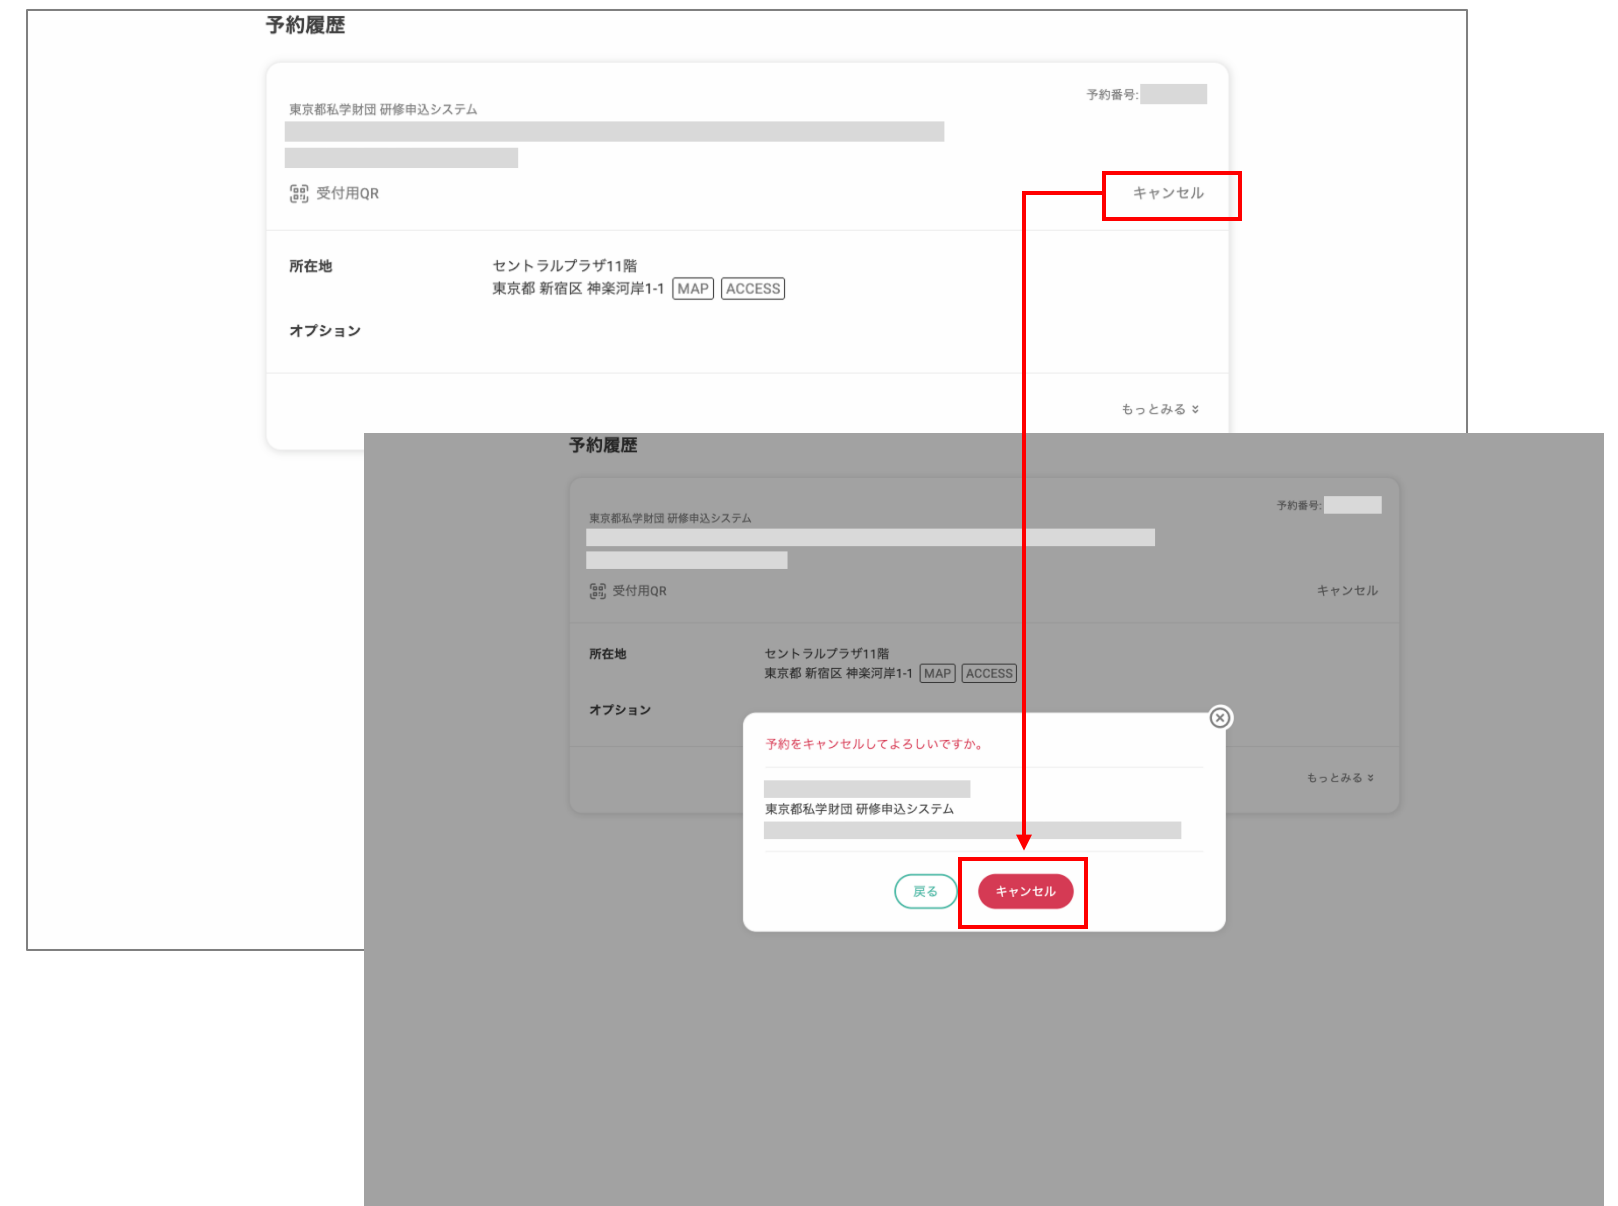 予約履歴
予約番号:
東京都私学財団 研修申込システム
受付用QR
キャンセル
所在地
セントラルプラザ11階
東京都 新宿区 神楽河岸1-1 MAP ACCESS
オプション
もっとみる
予約履歴
予約番号:
東京都私学財団 研修申込システム
受付用QR
キャンセル
所在地
セントラルプラザ11階
東京都 新宿区 神楽河岸1-1 MAP ACCESS
オプション
もっとみる
予約をキャンセルしてよろしいですか。
東京都私学財団 研修申込システム
戻る
キャンセル